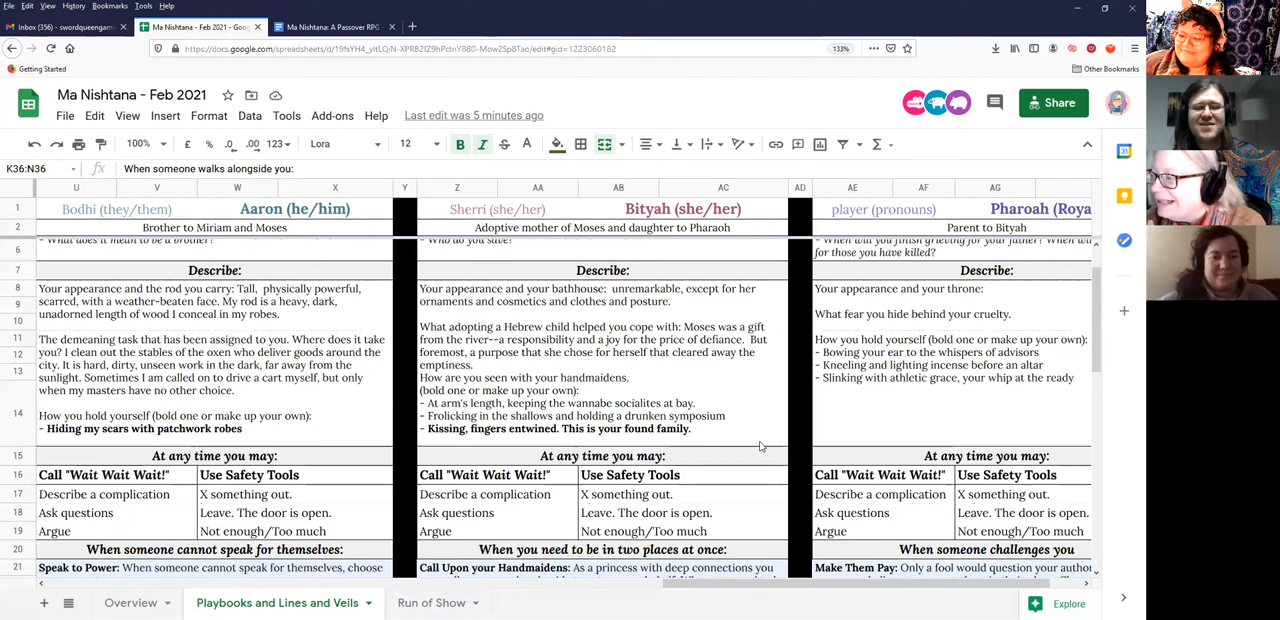 File Edit View History Bookmarks Tools Help
Inbox (356) - swordqueengam
Ma Nishtana - Feb 2021 - Goo
Ma Nishtana: A Passover RPG
133%
Getting Started
Other Bookmarks
Ma Nishtana - Feb 2021
File Edit View Insert Format Data Tools Add-ons Help Last edit was 5 minutes ago
Share
100% £ % .0 .00 123 Lora 12 B I S A
K36:N36 fx When someone walks alongside you:
U V W X Y Z AA AB AC AD AE AF AG
1 Bodhi (they/them) Aaron (he/him) Sherri (she/her) Bityah (she/her) player (pronouns) Pharoah (Roya
2 Brother to Miriam and Moses Adoptive mother of Moses and daughter to Pharaoh Parent to Bityah
6 - What does it mean to be a brother? - Who do you save? - When will you finish grieving for your father? When wi
for those you have killed?
7 Describe: Describe: Describe:
8 Your appearance and the rod you carry: Tall, physically powerful, Your appearance and your bathhouse: unremarkable, except for her Your appearance and your throne:
9 scarred, with a weather-beaten face. My rod is a heavy, dark, ornaments and cosmetics and clothes and posture.
10 unadorned length of wood I conceal in my robes. What fear you hide behind your cruelty.
What adopting a Hebrew child helped you cope with: Moses was a gift
11 The demeaning task that has been assigned to you. Where does it take from the river--a responsibility and a joy for the price of defiance. But How you hold yourself (bold one or make up your own):
12 you? I clean out the stables of the oxen who deliver goods around the foremost, a purpose that she chose for herself that cleared away the - Bowing your ear to the whispers of advisors
13 city. It is hard, dirty, unseen work in the dark, far away from the emptiness. - Kneeling and lighting incense before an altar
sunlight. Sometimes I am called on to drive a cart myself, but only How are you seen with your handmaidens. - Slinking with athletic grace, your whip at the ready
when my masters have no other choice. (bold one or make up your own):
- At arm's length, keeping the wannabe socialites at bay.
14 How you hold yourself (bold one or make up your own): - Frolicking in the shallows and holding a drunken symposium
- Hiding my scars with patchwork robes - Kissing, fingers entwined. This is your found family.
15 At any time you may: At any time you may: At any time you may:
16 Call "Wait Wait Wait!" Use Safety Tools Call "Wait Wait Wait!" Use Safety Tools Call "Wait Wait Wait!" Use Safety Tools
17 Describe a complication X something out. Describe a complication X something out. Describe a complication X something out.
18 Ask questions Leave. The door is open. Ask questions Leave. The door is open. Ask questions Leave. The door is open.
19 Argue Not enough/Too much Argue Not enough/Too much Argue Not enough/Too much
20 When someone cannot speak for themselves: When you need to be in two places at once: When someone challenges you
21 Speak to Power: When someone cannot speak for themselves, choose Call Upon your Handmaidens: As a princess with deep connections you Make Them Pay: Only a fool would question your author
Overview Playbooks and Lines and Veils Run of Show Explore